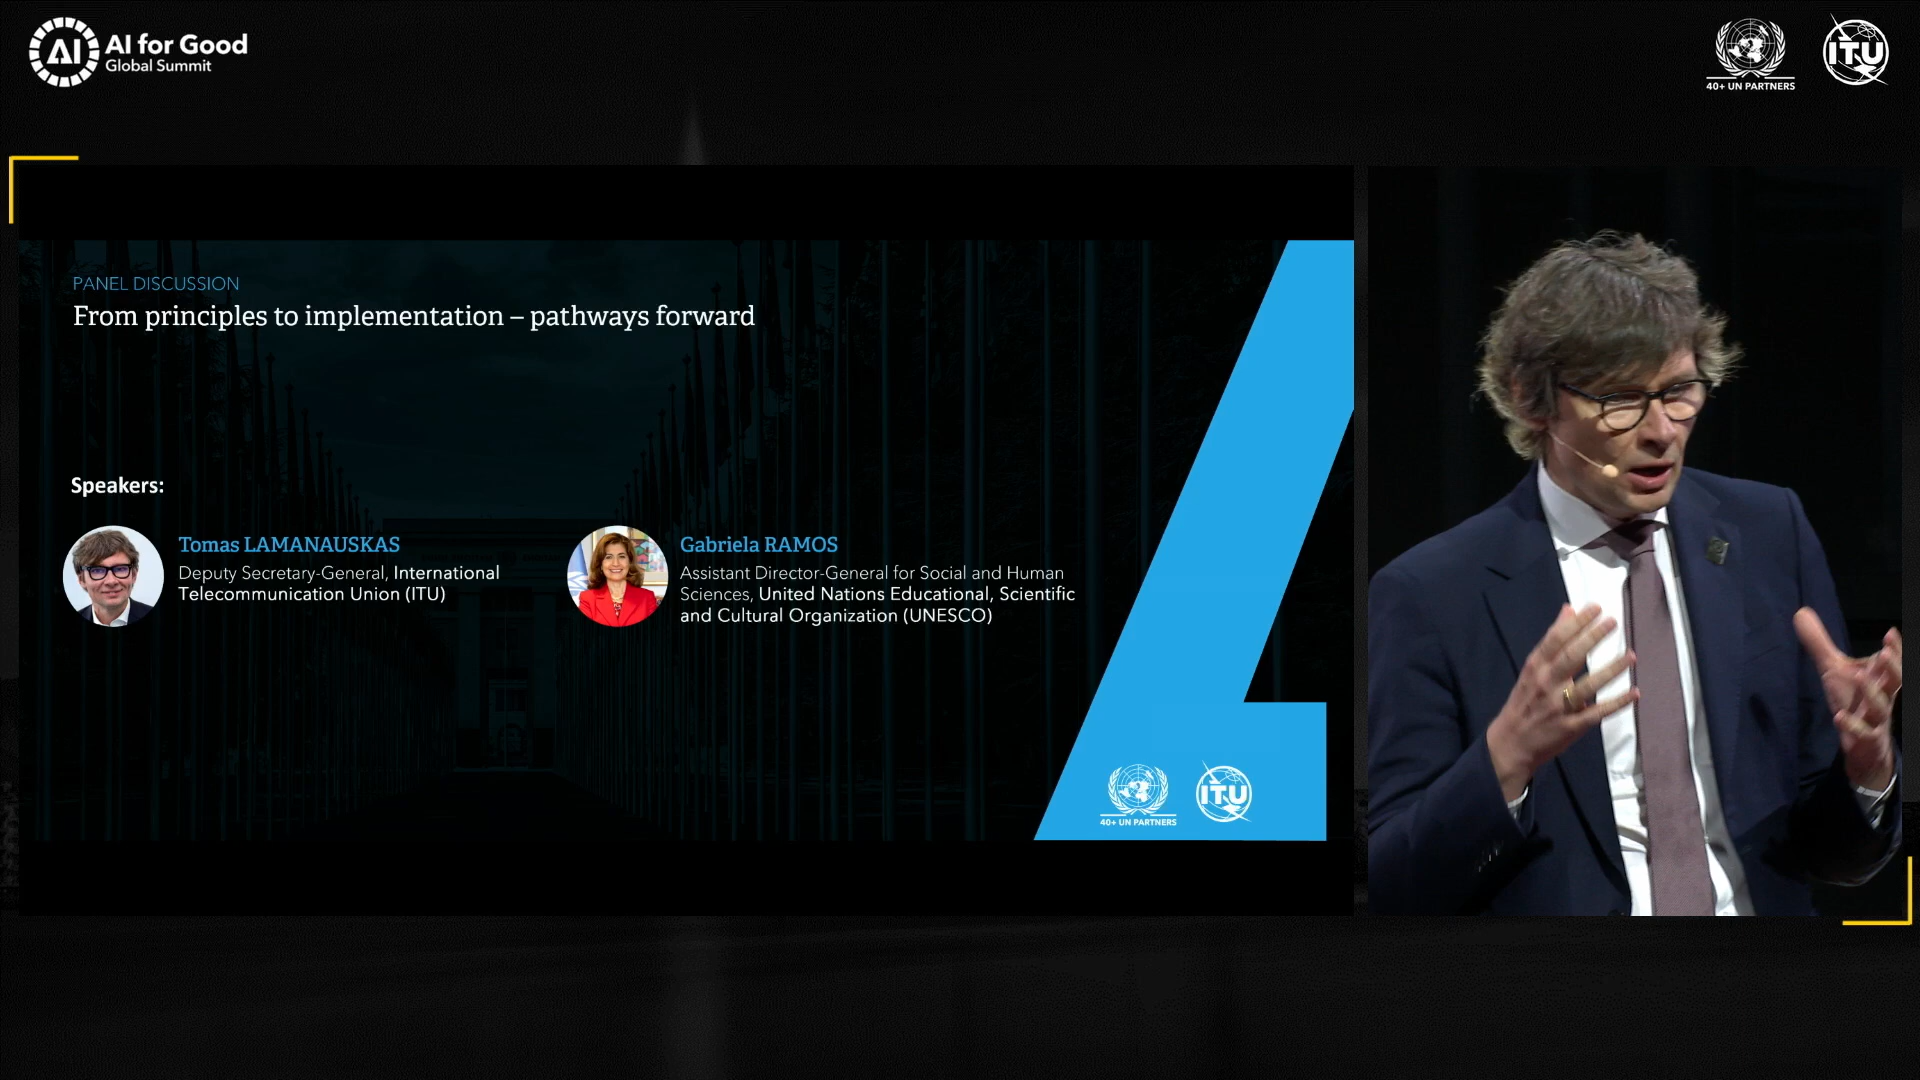 AI
AI for Good
Global Summit
40+ UN PARTNERS
ITU
PANEL DISCUSSION
From principles to implementation – pathways forward
Speakers:
Tomas LAMANAUSKAS
Deputy Secretary-General, International
Telecommunication Union (ITU)
Gabriela RAMOS
Assistant Director-General for Social and Human
Sciences, United Nations Educational, Scientific
and Cultural Organization (UNESCO)
40+ UN PARTNERS
ITU